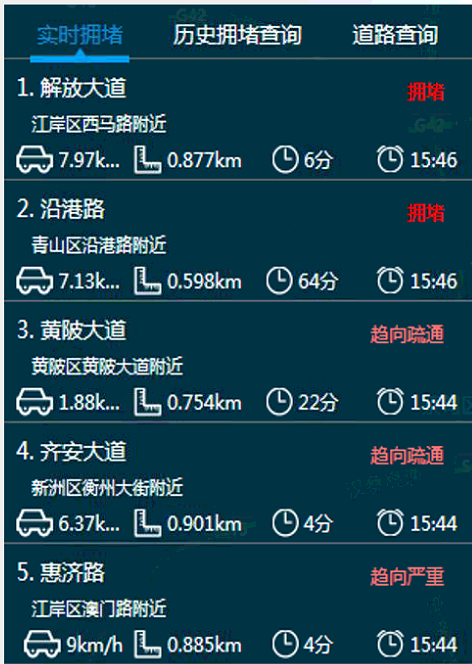 实时拥堵 历史拥堵查询 道路查询
1. 解放大道 拥堵
江岸区西马路附近
7.97k... 0.877km 6分 15:46
2. 沿港路 拥堵
青山区沿港路附近
7.13k... 0.598km 64分 15:46
3. 黄陂大道 趋向疏通
黄陂区黄陂大道附近
1.88k... 0.754km 22分 15:44
4. 齐安大道 趋向疏通
新洲区衡州大街附近
6.37k... 0.901km 4分 15:44
5. 惠济路 趋向严重
江岸区澳门路附近
9km/h 0.885km 4分 15:44